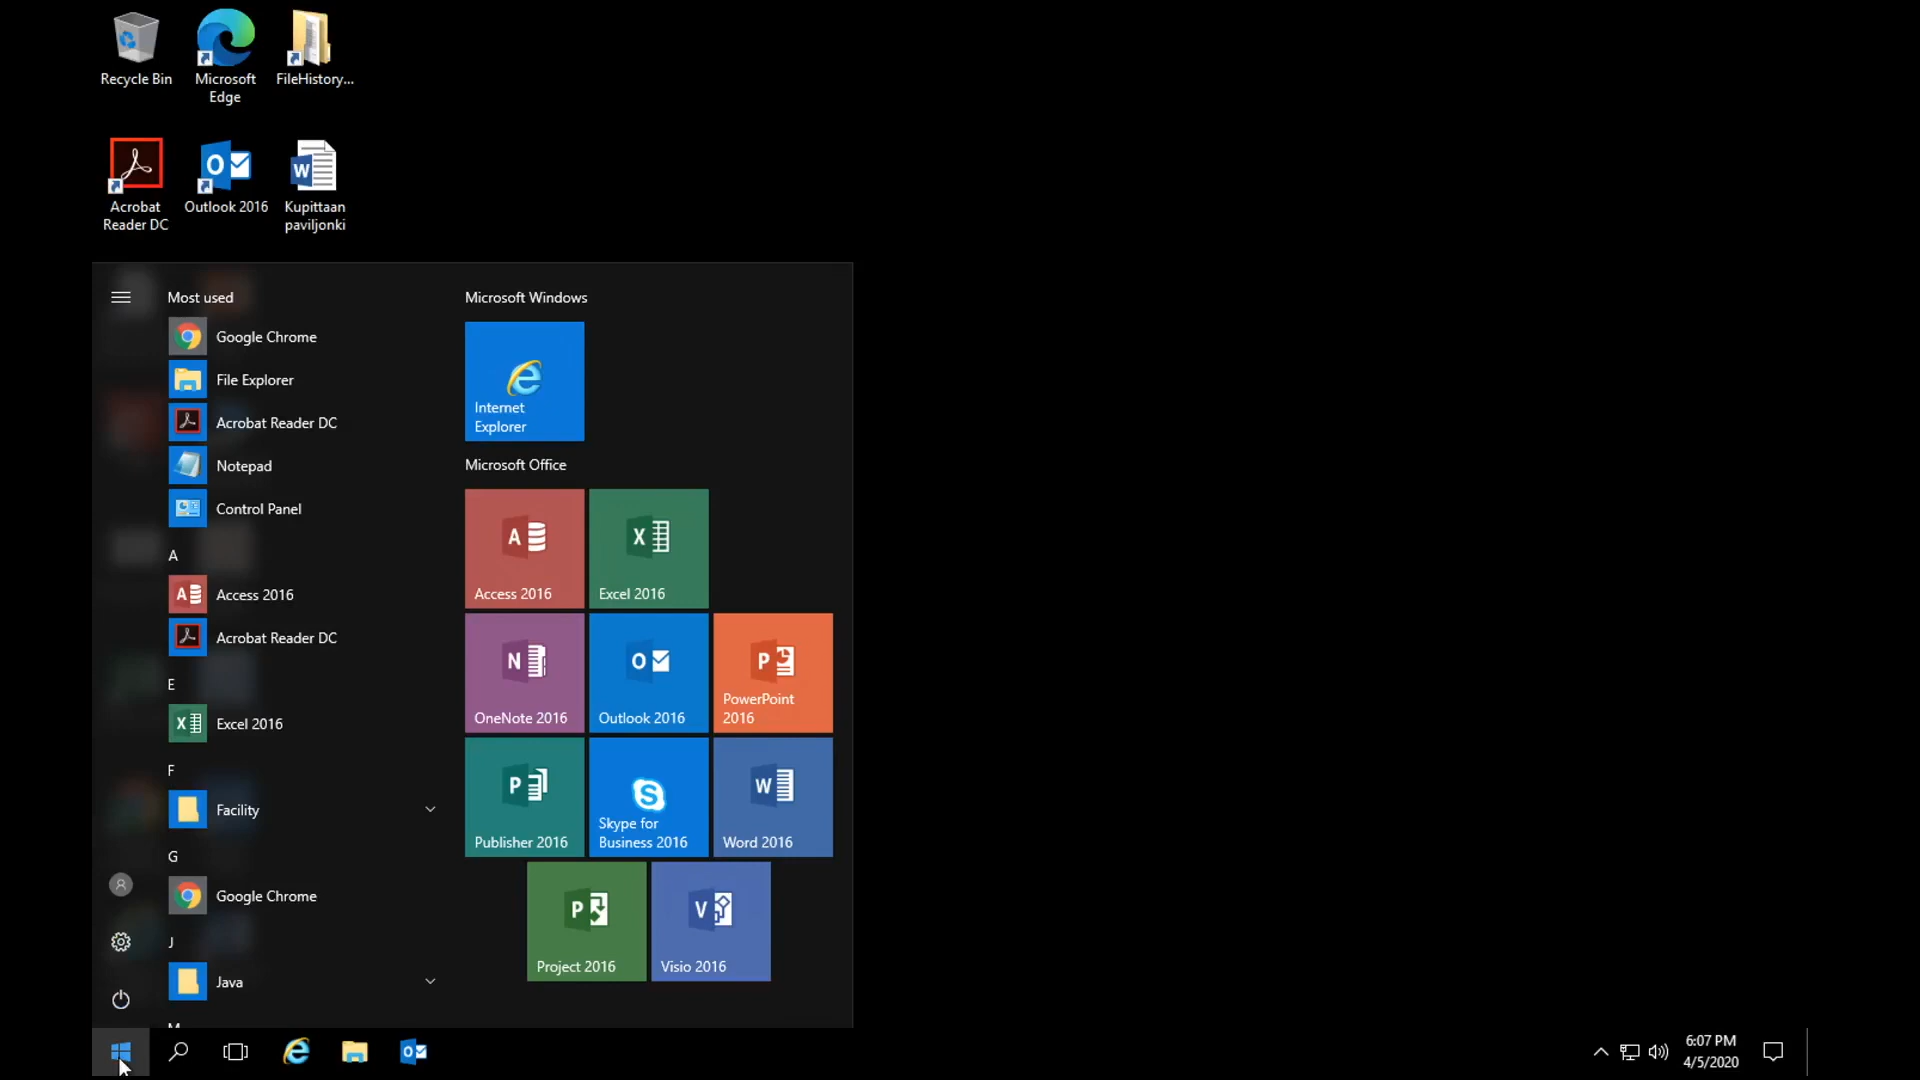 Recycle Bin
Microsoft
Edge
FileHistory...
Acrobat
Reader DC
Outlook 2016
Kupittaan
paviljonki
Most used
Google Chrome
File Explorer
Acrobat Reader DC
Notepad
Control Panel
A
Access 2016
Acrobat Reader DC
E
Excel 2016
F
Facility
G
Google Chrome
J
Java
Microsoft Windows
Internet
Explorer
Microsoft Office
Access 2016
Excel 2016
OneNote 2016
Outlook 2016
PowerPoint
2016
Publisher 2016
Skype for
Business 2016
Word 2016
Project 2016
Visio 2016
6:07 PM
4/5/2020